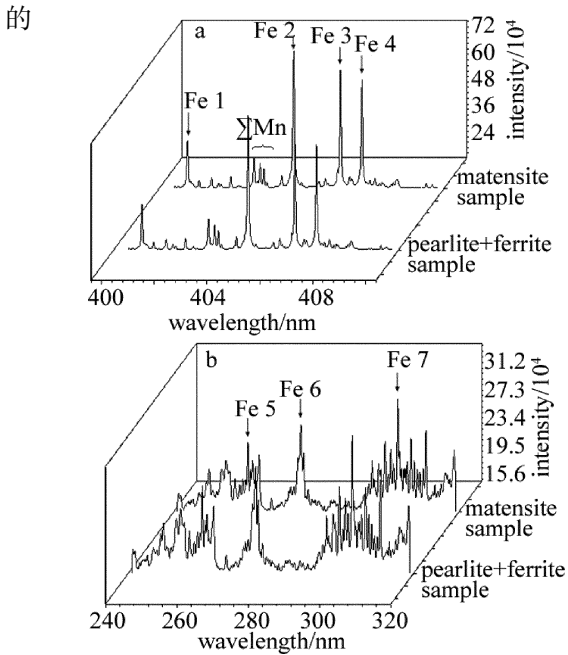 的
a
Fe 1
ΣMn
Fe 2
Fe 3
Fe 4
72
60
48
36
24
.intensity/10⁴
matensite
sample
pearlite+ferrite
sample
400
404
408
wavelength/nm
b
Fe 5
Fe 6
Fe 7
31.2
27.3
23.4
19.5
15.6
.intensity/10⁴
matensite
sample
pearlite+ferrite
sample
240
260
280
300
320
wavelength/nm